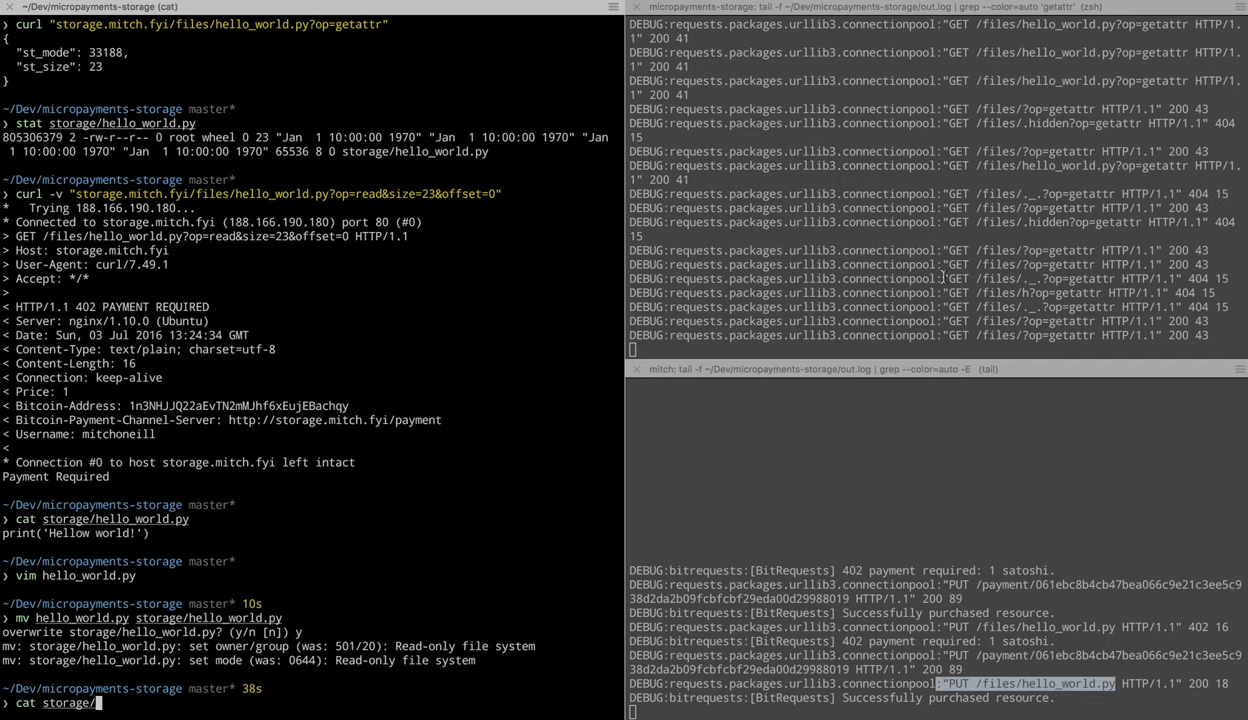 ~/Dev/micropayments-storage (cat)
❯ curl "storage.mitch.fyi/files/hello_world.py?op=getattr"
{
"st_mode": 33188,
"st_size": 23
}
~/Dev/micropayments-storage master*
❯ stat storage/hello_world.py
805306379 2 -rw-r--r-- 0 root wheel 0 23 "Jan  1 10:00:00 1970" "Jan  1 10:00:00 1970" "Jan
1 10:00:00 1970" "Jan  1 10:00:00 1970" 65536 8 0 storage/hello_world.py
~/Dev/micropayments-storage master*
❯ curl -v "storage.mitch.fyi/files/hello_world.py?op=read&size=23&offset=0"
*   Trying 188.166.190.180...
* Connected to storage.mitch.fyi (188.166.190.180) port 80 (#0)
> GET /files/hello_world.py?op=read&size=23&offset=0 HTTP/1.1
> Host: storage.mitch.fyi
> User-Agent: curl/7.49.1
> Accept: */*
>
< HTTP/1.1 402 PAYMENT REQUIRED
< Server: nginx/1.10.0 (Ubuntu)
< Date: Sun, 03 Jul 2016 13:24:34 GMT
< Content-Type: text/plain; charset=utf-8
< Content-Length: 16
< Connection: keep-alive
< Price: 1
< Bitcoin-Address: 1n3NHJJQ22aEvTN2mMJhf6xEujEBachqy
< Bitcoin-Payment-Channel-Server: http://storage.mitch.fyi/payment
< Username: mitchoneill
<
* Connection #0 to host storage.mitch.fyi left intact
Payment Required
~/Dev/micropayments-storage master*
❯ cat storage/hello_world.py
print('Hellow world!')
~/Dev/micropayments-storage master*
❯ vim hello_world.py
~/Dev/micropayments-storage master* 10s
❯ mv hello_world.py storage/hello_world.py
overwrite storage/hello_world.py? (y/n [n]) y
mv: storage/hello_world.py: set owner/group (was: 501/20): Read-only file system
mv: storage/hello_world.py: set mode (was: 0644): Read-only file system
~/Dev/micropayments-storage master* 38s
❯ cat storage/
micropayments-storage: tail -f ~/Dev/micropayments-storage/out.log | grep --color=auto 'getattr' (zsh)
DEBUG:requests.packages.urllib3.connectionpool:"GET /files/hello_world.py?op=getattr HTTP/1.
1" 200 41
DEBUG:requests.packages.urllib3.connectionpool:"GET /files/hello_world.py?op=getattr HTTP/1.
1" 200 41
DEBUG:requests.packages.urllib3.connectionpool:"GET /files/hello_world.py?op=getattr HTTP/1.
1" 200 41
DEBUG:requests.packages.urllib3.connectionpool:"GET /files/?op=getattr HTTP/1.1" 200 43
DEBUG:requests.packages.urllib3.connectionpool:"GET /files/.hidden?op=getattr HTTP/1.1" 404
15
DEBUG:requests.packages.urllib3.connectionpool:"GET /files/?op=getattr HTTP/1.1" 200 43
DEBUG:requests.packages.urllib3.connectionpool:"GET /files/hello_world.py?op=getattr HTTP/1.
1" 200 41
DEBUG:requests.packages.urllib3.connectionpool:"GET /files/._.?op=getattr HTTP/1.1" 404 15
DEBUG:requests.packages.urllib3.connectionpool:"GET /files/?op=getattr HTTP/1.1" 200 43
DEBUG:requests.packages.urllib3.connectionpool:"GET /files/.hidden?op=getattr HTTP/1.1" 404
15
DEBUG:requests.packages.urllib3.connectionpool:"GET /files/?op=getattr HTTP/1.1" 200 43
DEBUG:requests.packages.urllib3.connectionpool:"GET /files/?op=getattr HTTP/1.1" 200 43
DEBUG:requests.packages.urllib3.connectionpool:"GET /files/._.?op=getattr HTTP/1.1" 404 15
DEBUG:requests.packages.urllib3.connectionpool:"GET /files/h?op=getattr HTTP/1.1" 404 15
DEBUG:requests.packages.urllib3.connectionpool:"GET /files/._.?op=getattr HTTP/1.1" 404 15
DEBUG:requests.packages.urllib3.connectionpool:"GET /files/?op=getattr HTTP/1.1" 200 43
DEBUG:requests.packages.urllib3.connectionpool:"GET /files/?op=getattr HTTP/1.1" 200 43
mitch: tail -f ~/Dev/micropayments-storage/out.log | grep --color=auto -E  (tail)
DEBUG:bitrequests:[BitRequests] 402 payment required: 1 satoshi.
DEBUG:requests.packages.urllib3.connectionpool:"PUT /payment/061ebc8b4cb47bea066c9e21c3ee5c9
38d2da2b09fcbfcbf29eda00d29988019 HTTP/1.1" 200 89
DEBUG:bitrequests:[BitRequests] Successfully purchased resource.
DEBUG:requests.packages.urllib3.connectionpool:"PUT /files/hello_world.py HTTP/1.1" 402 16
DEBUG:bitrequests:[BitRequests] 402 payment required: 1 satoshi.
DEBUG:requests.packages.urllib3.connectionpool:"PUT /payment/061ebc8b4cb47bea066c9e21c3ee5c9
38d2da2b09fcbfcbf29eda00d29988019 HTTP/1.1" 200 89
DEBUG:requests.packages.urllib3.connectionpool:"PUT /files/hello_world.py HTTP/1.1" 200 18
DEBUG:bitrequests:[BitRequests] Successfully purchased resource.